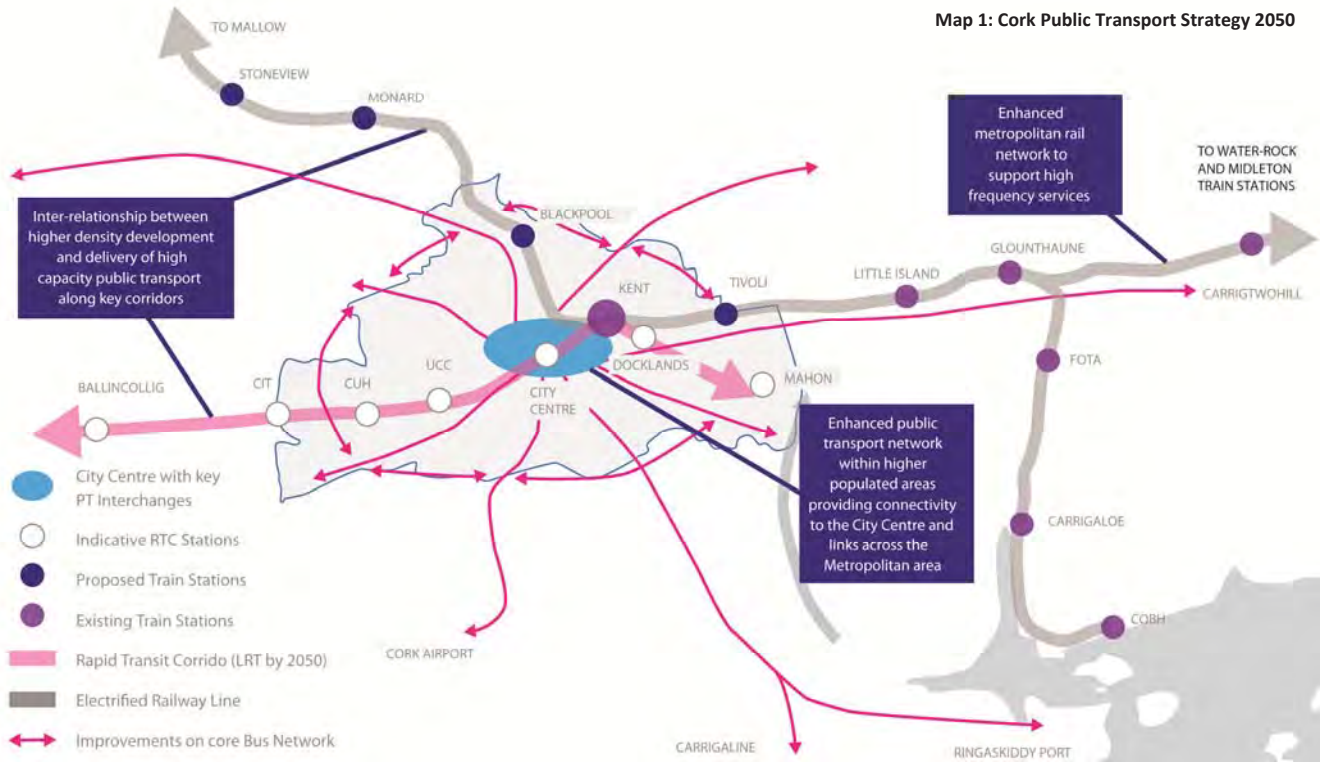 Map 1: Cork Public Transport Strategy 2050
TO MALLOW
STONEVIEW
MONARD
Enhanced
metropolitan rail
network to
support high
frequency services
TO WATER-ROCK
AND MIDLETON
TRAIN STATIONS
Inter-relationship between
higher density development
and delivery of high
capacity public transport
along key corridors
BLACKPOOL
GLOUNTHAUNE
LITTLE ISLAND
TIVOLI
KENT
CARRIGTWOHILL
FOTA
UCC
DOCKLANDS
MAHON
BALLINCOLLIG
CIT
CUH
CITY
CENTRE
Enhanced public
transport network
within higher
populated areas
providing connectivity
to the City Centre and
links across the
Metropolitan area
CARRIGALOE
COBH
City Centre with key
PT Interchanges
Indicative RTC Stations
Proposed Train Stations
Existing Train Stations
Rapid Transit Corrido (LRT by 2050)
Electrified Railway Line
Improvements on core Bus Network
CORK AIRPORT
CARRIGALINE
RINGASKIDDY PORT